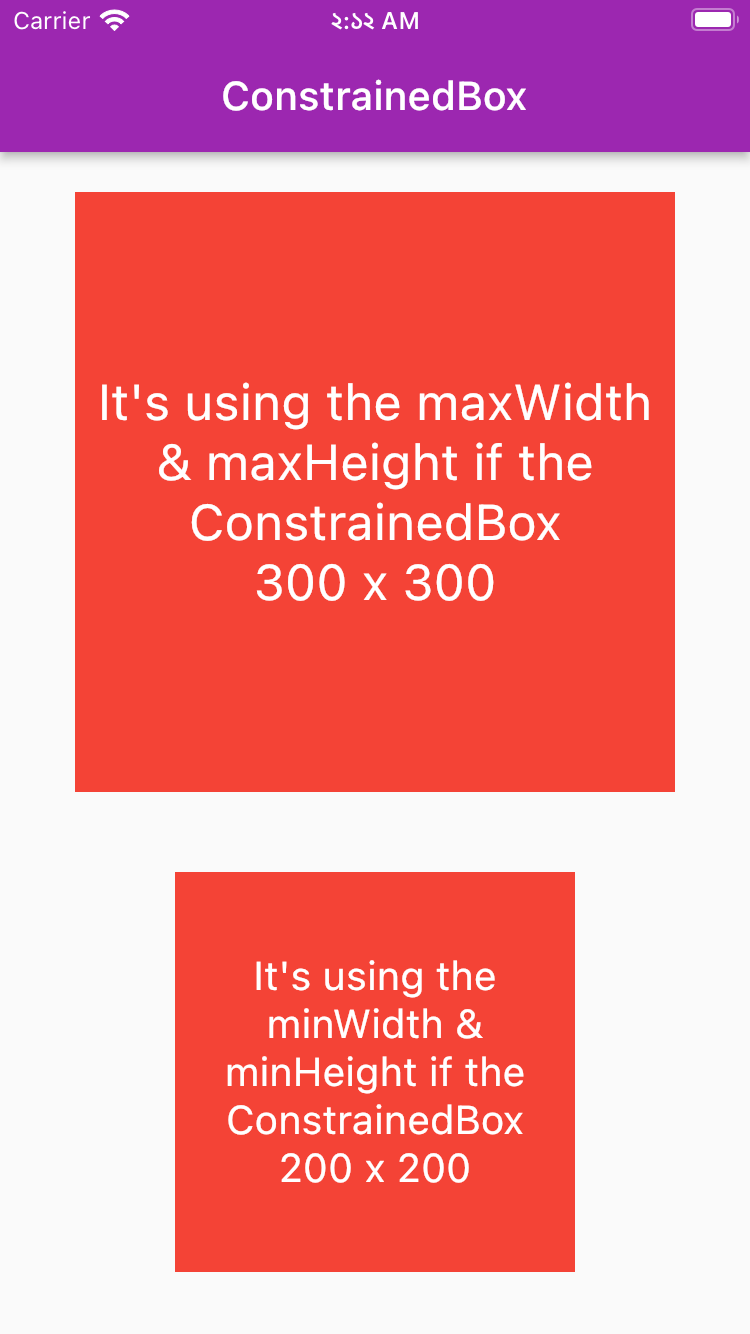 Carrier
২:১২ AM
ConstrainedBox
It's using the maxWidth
& maxHeight if the
ConstrainedBox
300 x 300
It's using the
minWidth &
minHeight if the
ConstrainedBox
200 x 200